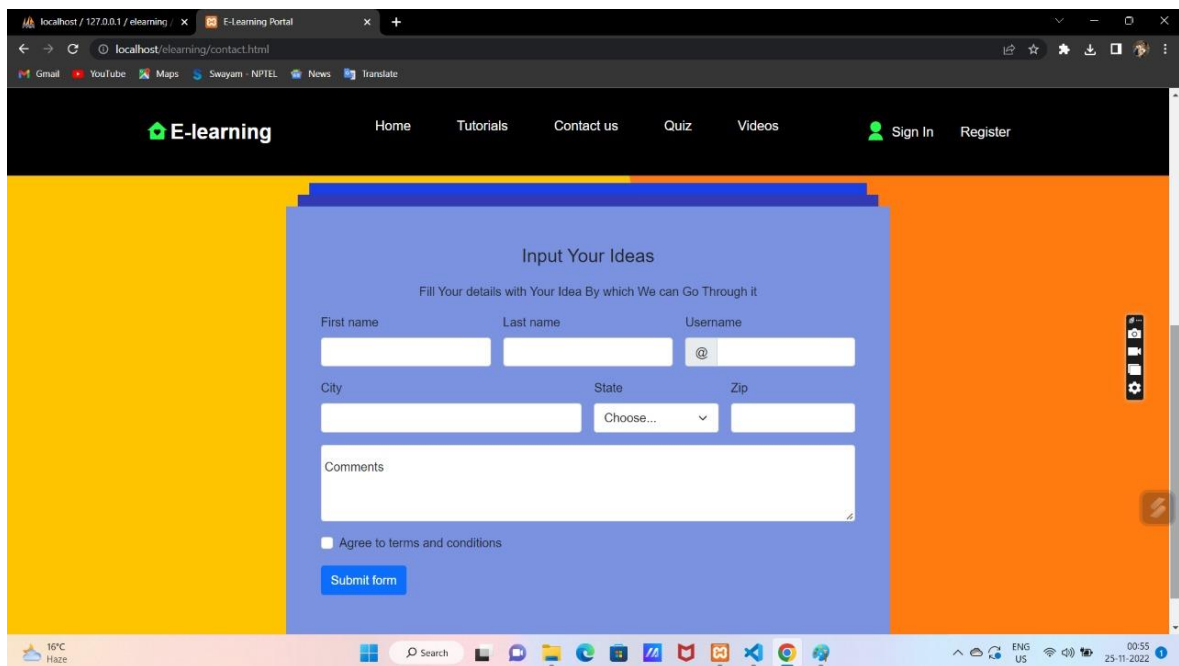 localhost / 127.0.0.1 / elearning /
E-Learning Portal
localhost/elearning/contact.html
Gmail YouTube Maps Swayam - NPTEL News Translate
E-learning Home Tutorials Contact us Quiz Videos Sign In Register
Input Your Ideas
Fill Your details with Your Idea By which We can Go Through it
First name Last name Username
@
City State Zip
Choose...
Comments
Agree to terms and conditions
Submit form
16°C
Haze
Search
ENG
US
00:55
25-11-2022
1